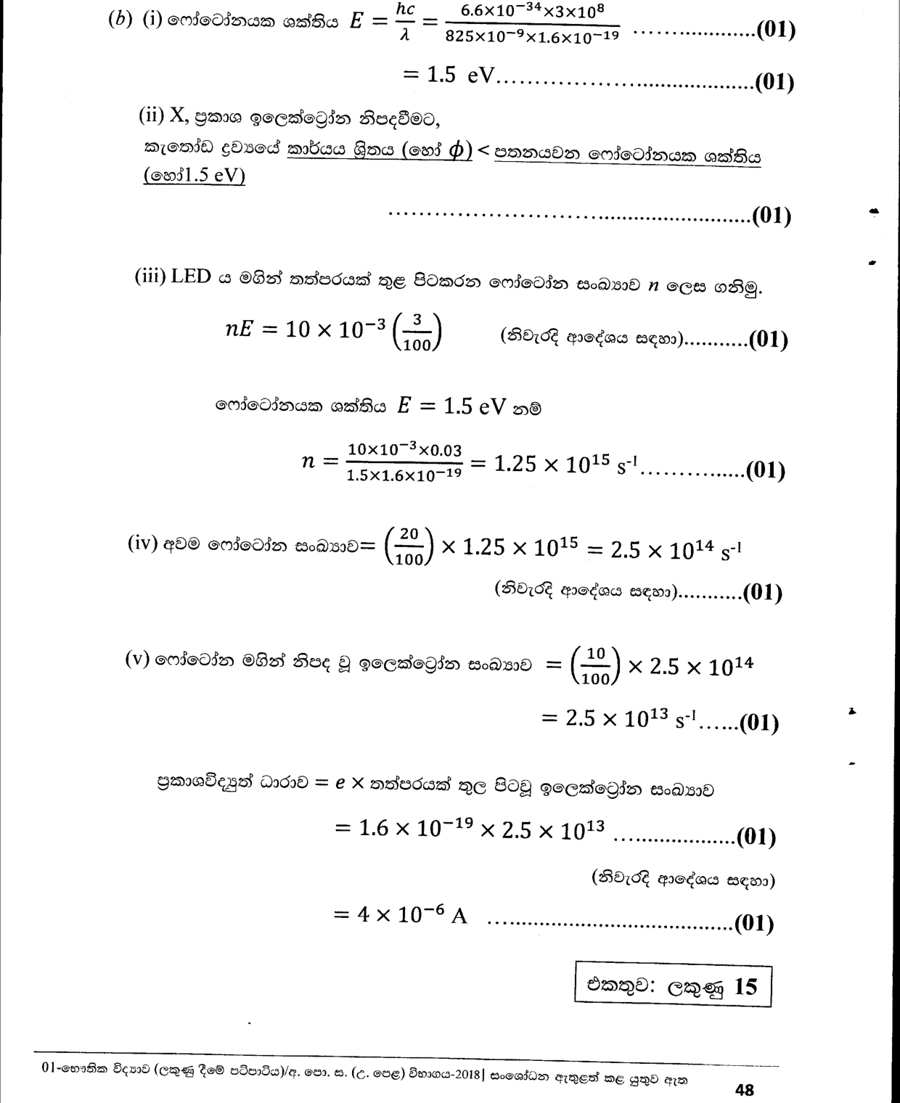 (b) (i) ෆෝටෝනයක ශක්තිය E = hc/λ = 6.6×10⁻³⁴×3×10⁸/825×10⁻⁹×1.6×10⁻¹⁹ .....................(01)
= 1.5 eV.......................................(01)
(ii) X, ප්‍රකාශ ඉලෙක්ට්‍රෝන නිපදවීමට,
කැතෝඩ ද්‍රව්‍යයේ කාර්යය ශ්‍රිතය (හෝ ϕ) < පතනයවන ෆෝටෝනයක ශක්තිය
(හෝ1.5 eV)
.......................................................(01)
(iii) LED ය මගින් තත්පරයක් තුළ පිටකරන ෆෝටෝන සංඛ්‍යාව n ලෙස ගනිමු.
nE = 10 × 10⁻³ (3/100) (නිවැරදි ආදේශය සඳහා)...........(01)
ෆෝටෝනයක ශක්තිය E = 1.5 eV නම්
n = 10×10⁻³×0.03/1.5×1.6×10⁻¹⁹ = 1.25 × 10¹⁵ s⁻¹................(01)
(iv) අවම ෆෝටෝන සංඛ්‍යාව= (20/100) × 1.25 × 10¹⁵ = 2.5 × 10¹⁴ s⁻¹
(නිවැරදි ආදේශය සඳහා)...........(01)
(v) ෆෝටෝන මගින් නිපද වූ ඉලෙක්ට්‍රෝන සංඛ්‍යාව = (10/100) × 2.5 × 10¹⁴
= 2.5 × 10¹³ s⁻¹......(01)
ප්‍රකාශවිද්‍යුත් ධාරාව = e × තත්පරයක් තුල පිටවූ ඉලෙක්ට්‍රෝන සංඛ්‍යාව
= 1.6 × 10⁻¹⁹ × 2.5 × 10¹³ .....................(01)
(නිවැරදි ආදේශය සඳහා)
= 4 × 10⁻⁶ A ........................................(01)
එකතුව: ලකුණු 15
01-භෞතික විද්‍යාව (ලකුණු දීමේ පටිපාටිය)/අ. පො. ස. (උ. පෙළ) විභාගය-2018| සංශෝධන ඇතුළත් කළ යුතුව ඇත
48